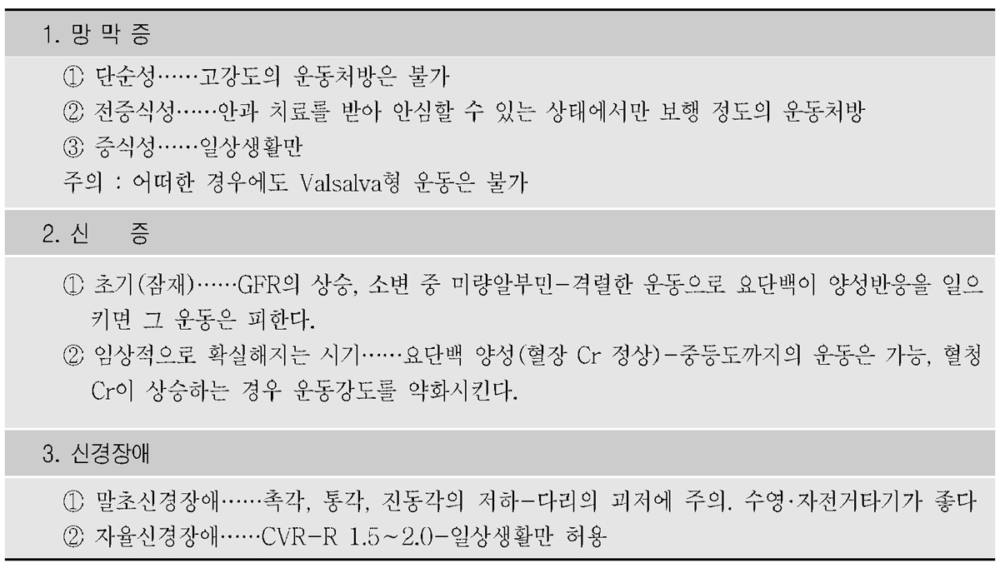 1. 망 막 증
① 단순성……고강도의 운동처방은 불가
② 전증식성……안과 치료를 받아 안심할 수 있는 상태에서만 보행 정도의 운동처방
③ 증식성……일상생활만
주의 : 어떠한 경우에도 Valsalva형 운동은 불가
2. 신 증
① 초기(잠재)……GFR의 상승, 소변 중 미량알부민-격렬한 운동으로 요단백이 양성반응을 일으
키면 그 운동은 피한다.
② 임상적으로 확실해지는 시기……요단백 양성(혈장 Cr 정상)-중등도까지의 운동은 가능, 혈청
Cr이 상승하는 경우 운동강도를 약화시킨다.
3. 신경장애
① 말초신경장애……촉각, 통각, 진동각의 저하-다리의 괴저에 주의. 수영·자전거타기가 좋다
② 자율신경장애……CVR-R 1.5~2.0-일상생활만 허용